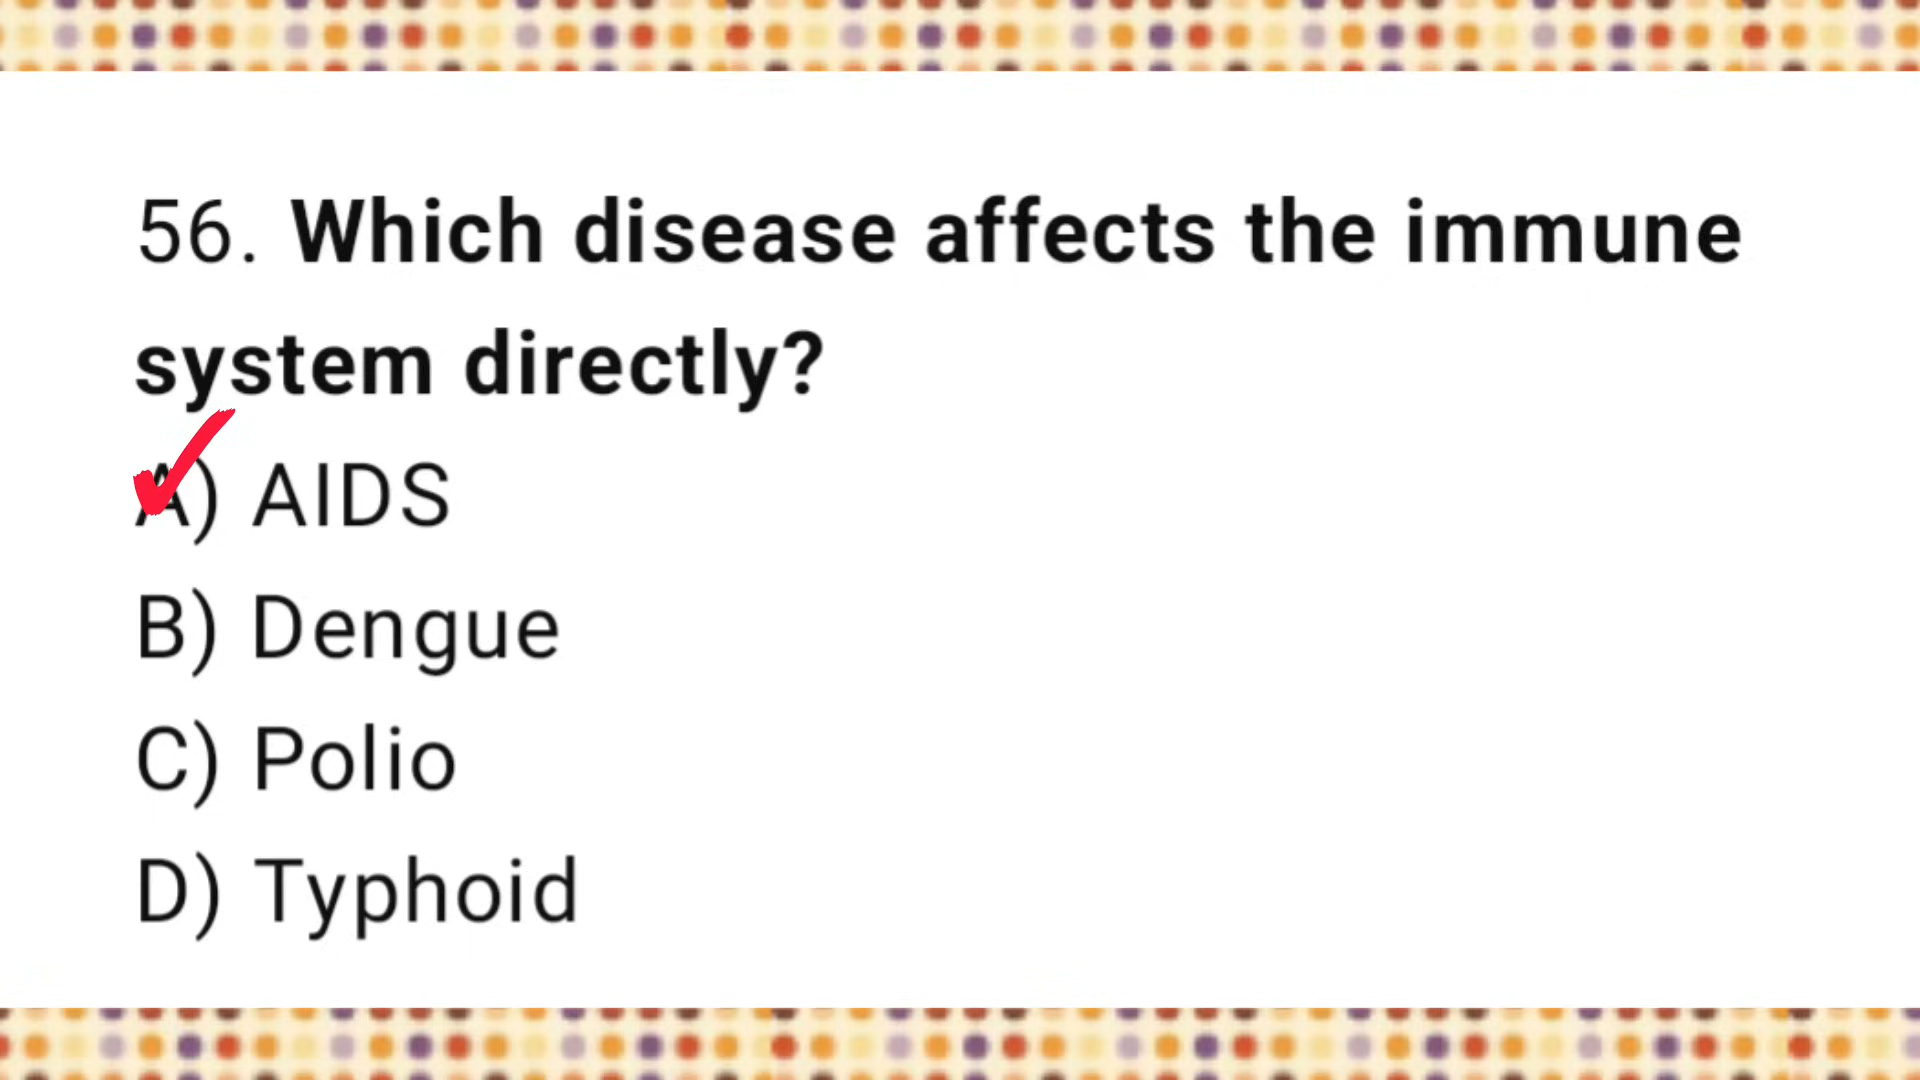 56. Which disease affects the immune
system directly?
A) AIDS
B) Dengue
C) Polio
D) Typhoid